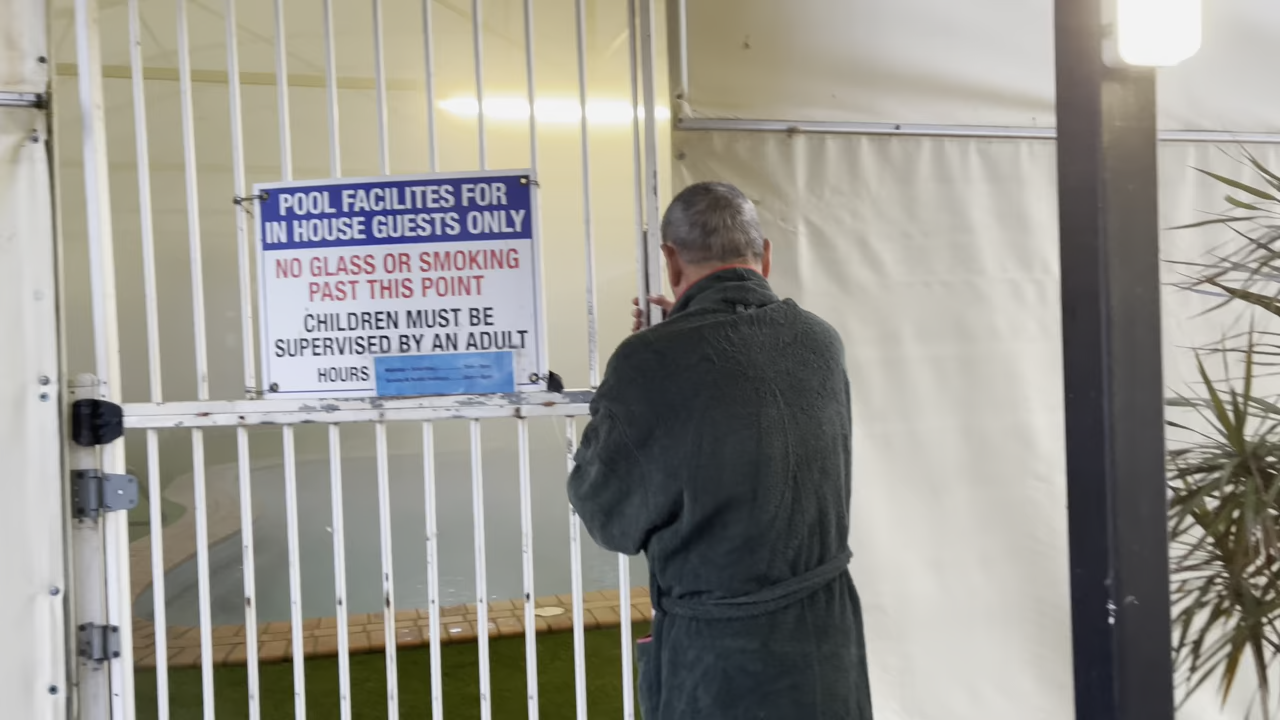 POOL FACILITES FOR
IN HOUSE GUESTS ONLY
NO GLASS OR SMOKING
PAST THIS POINT
CHILDREN MUST BE
SUPERVISED BY AN ADULT
HOURS